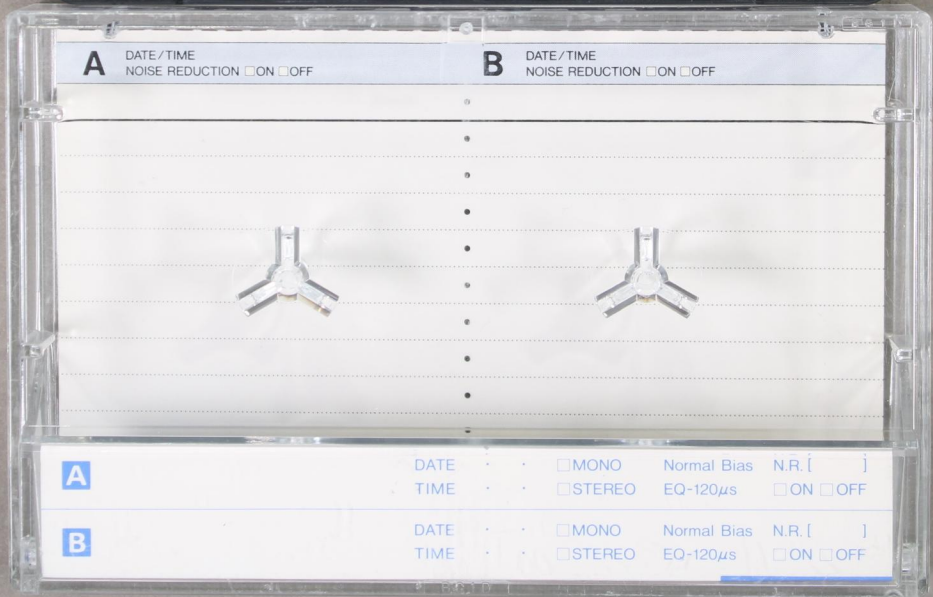 A DATE/TIME B DATE/TIME
NOISE REDUCTION □ON □OFF NOISE REDUCTION □ON □OFF
A DATE · · □MONO Normal Bias N.R. [ ]
TIME · · □STEREO EQ-120µs □ON □OFF
B DATE · · □MONO Normal Bias N.R. [ ]
TIME · · □STEREO EQ-120µs □ON □OFF